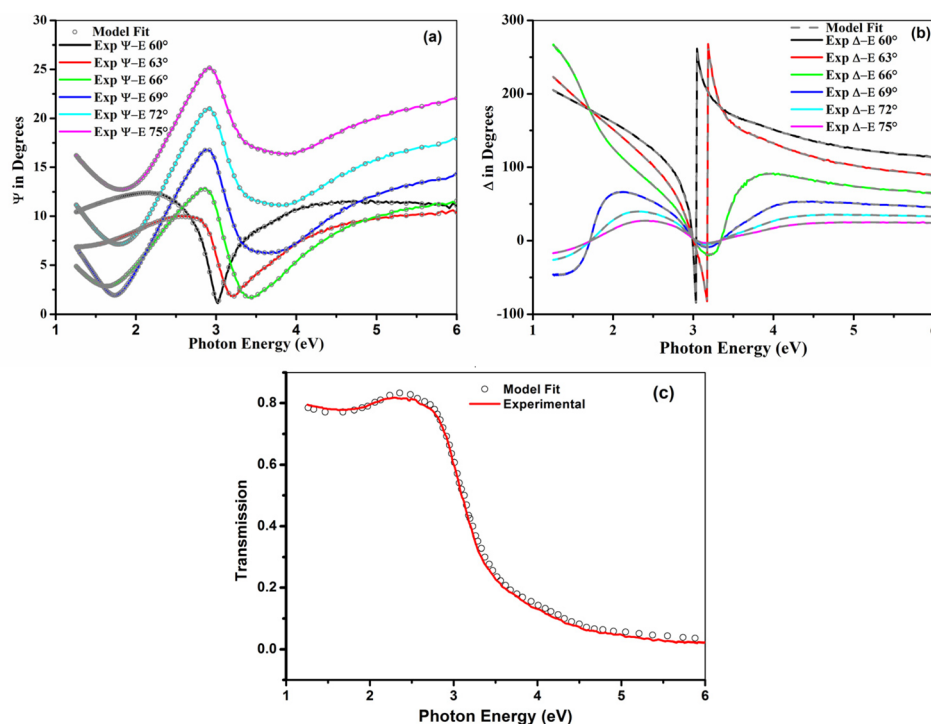 30
25
20
15
10
5
0
Ψ in Degrees
(a)
Model Fit
Exp Ψ–E 60°
Exp Ψ–E 63°
Exp Ψ–E 66°
Exp Ψ–E 69°
Exp Ψ–E 72°
Exp Ψ–E 75°
1 2 3 4 5 6
Photon Energy (eV)
300
200
100
0
-100
Δ in Degrees
(b)
Model Fit
Exp Δ–E 60°
Exp Δ–E 63°
Exp Δ–E 66°
Exp Δ–E 69°
Exp Δ–E 72°
Exp Δ–E 75°
1 2 3 4 5 6
Photon Energy (eV)
0.8
0.6
0.4
0.2
0.0
Transmission
(c)
Model Fit
Experimental
1 2 3 4 5 6
Photon Energy (eV)